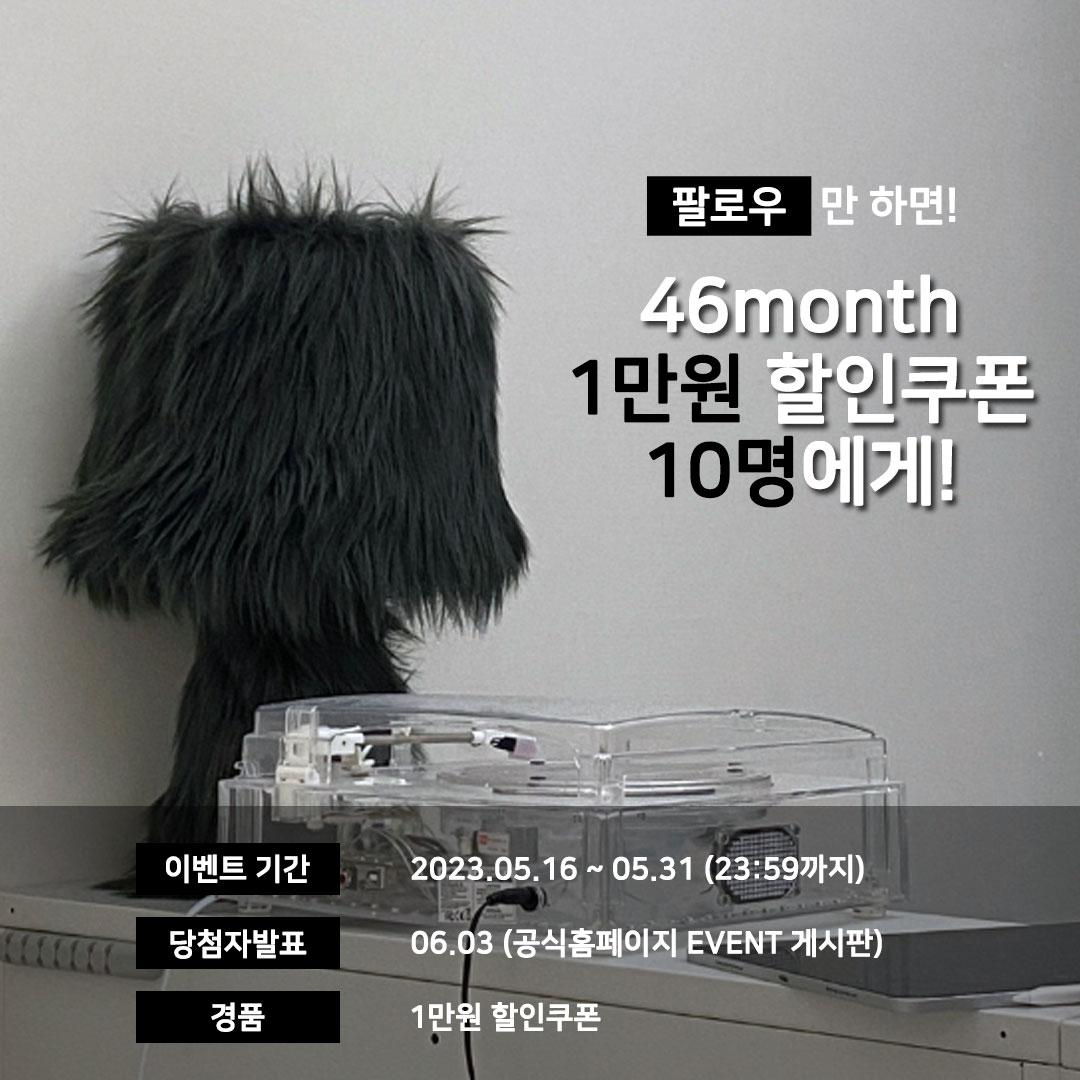 팔로우 만 하면!
46month
1만원 할인쿠폰
10명에게!
이벤트 기간 2023.05.16 ~ 05.31 (23:59까지)
당첨자발표 06.03 (공식홈페이지 EVENT 게시판)
경품 1만원 할인쿠폰